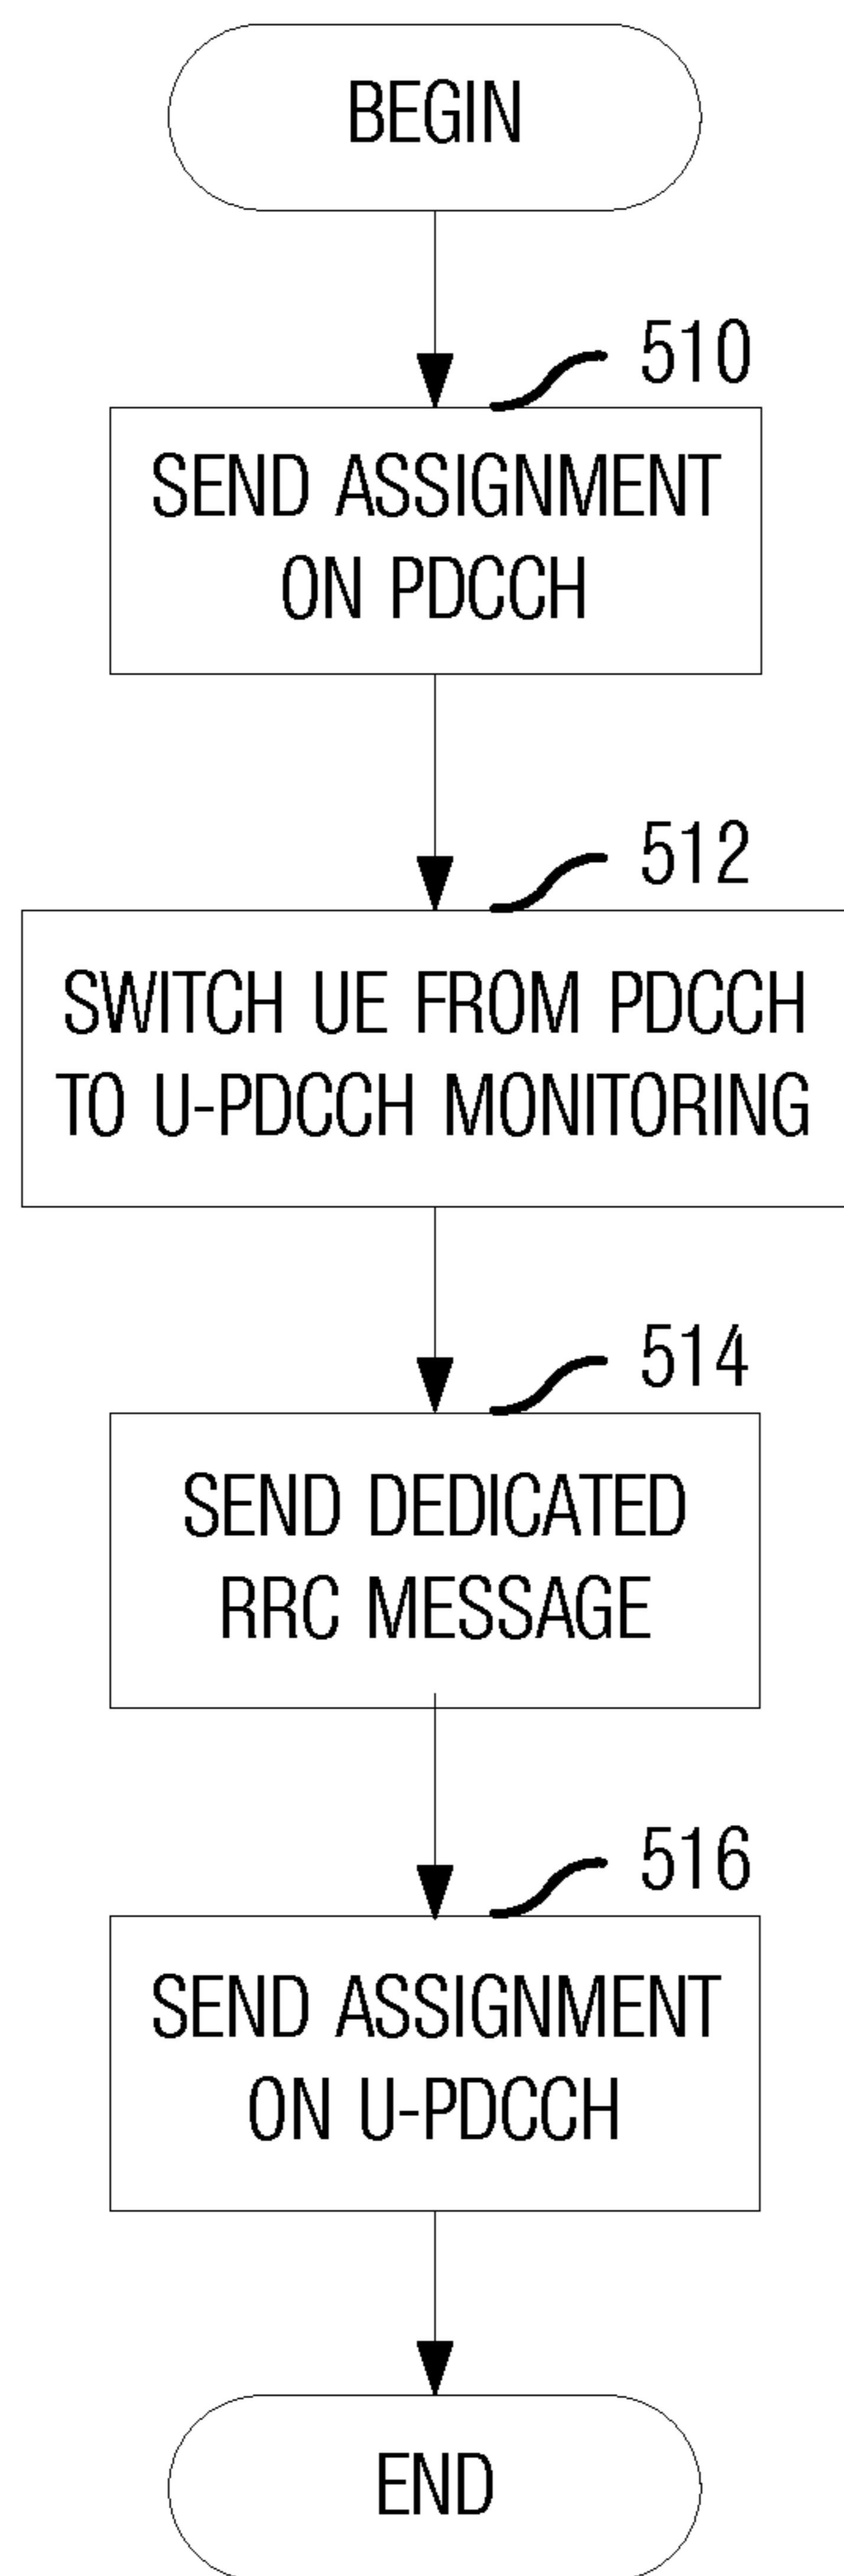 BEGIN
510
SEND ASSIGNMENT
ON PDCCH
512
SWITCH UE FROM PDCCH
TO U-PDCCH MONITORING
514
SEND DEDICATED
RRC MESSAGE
516
SEND ASSIGNMENT
ON U-PDCCH
END